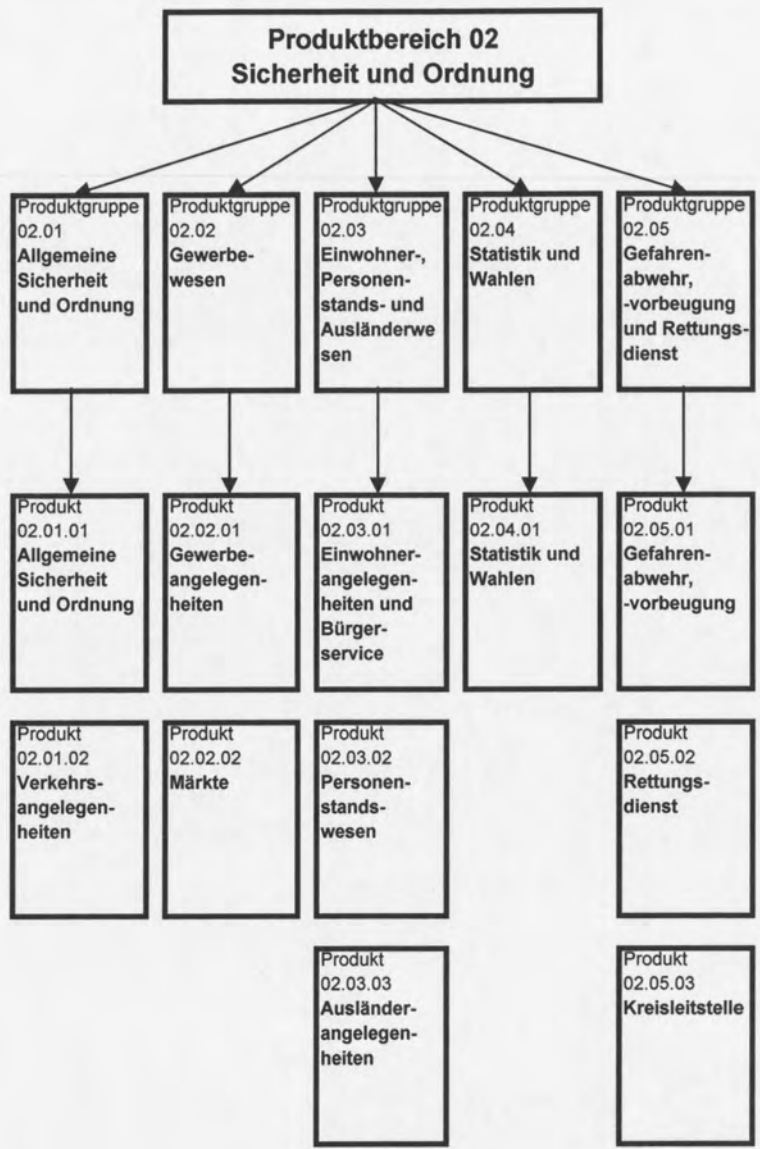 Produktbereich 02
Sicherheit und Ordnung
Produktgruppe
02.01
Allgemeine
Sicherheit
und Ordnung
Produktgruppe
02.02
Gewerbe-
wesen
Produktgruppe
02.03
Einwohner-,
Personen-
stands- und
Ausländerwe
sen
Produktgruppe
02.04
Statistik und
Wahlen
Produktgruppe
02.05
Gefahren-
abwehr,
-vorbeugung
und Rettungs-
dienst
Produkt
02.01.01
Allgemeine
Sicherheit
und Ordnung
Produkt
02.02.01
Gewerbe-
angelegen-
heiten
Produkt
02.03.01
Einwohner-
angelegen-
heiten und
Bürger-
service
Produkt
02.04.01
Statistik und
Wahlen
Produkt
02.05.01
Gefahren-
abwehr,
-vorbeugung
Produkt
02.01.02
Verkehrs-
angelegen-
heiten
Produkt
02.02.02
Märkte
Produkt
02.03.02
Personen-
stands-
wesen
Produkt
02.05.02
Rettungs-
dienst
Produkt
02.03.03
Ausländer-
angelegen-
heiten
Produkt
02.05.03
Kreisleitstelle